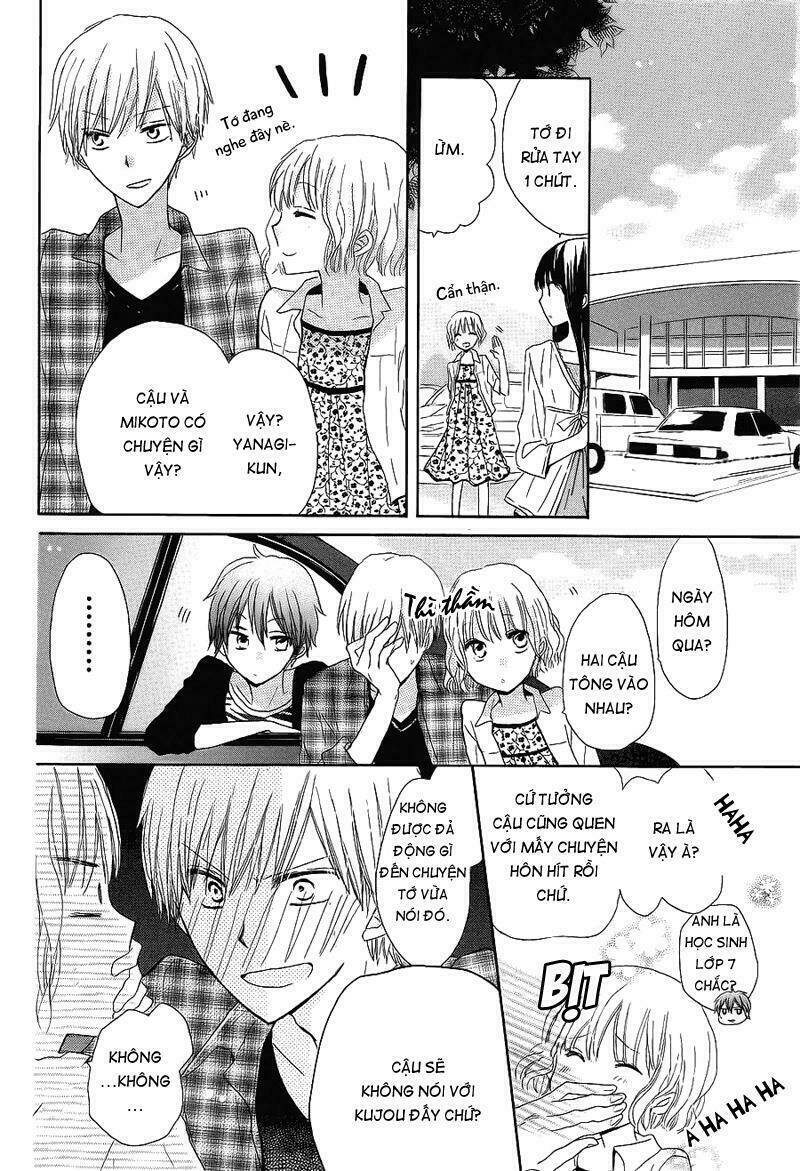 TỚ ĐI
RỬA TAY
1 CHÚT.
ỪM.
Cẩn thận.
Tớ đang
nghe đây nè.
VẬY?
YANAGI-
KUN,
CẬU VÀ
MIKOTO CÓ
CHUYỆN GÌ
VẬY?
NGÀY
HÔM
QUA?
HAI CẬU
TÔNG VÀO
NHAU?
Thì thầm
........
HAHA
RA LÀ
VẬY À?
CỨ TƯỞNG
CẬU CŨNG QUEN
VỚI MẤY CHUYỆN
HÔN HÍT RỒI
CHỨ.
ANH LÀ
HỌC SINH
LỚP 7
CHẮC?
BỊT
A HA HA HA
KHÔNG
ĐƯỢC ĐẢ
ĐỘNG GÌ
ĐẾN CHUYỆN
TỚ VỪA
NÓI ĐÓ.
CẬU SẼ
KHÔNG NÓI VỚI
KUJOU ĐẤY CHỨ?
KHÔNG
...KHÔNG
...